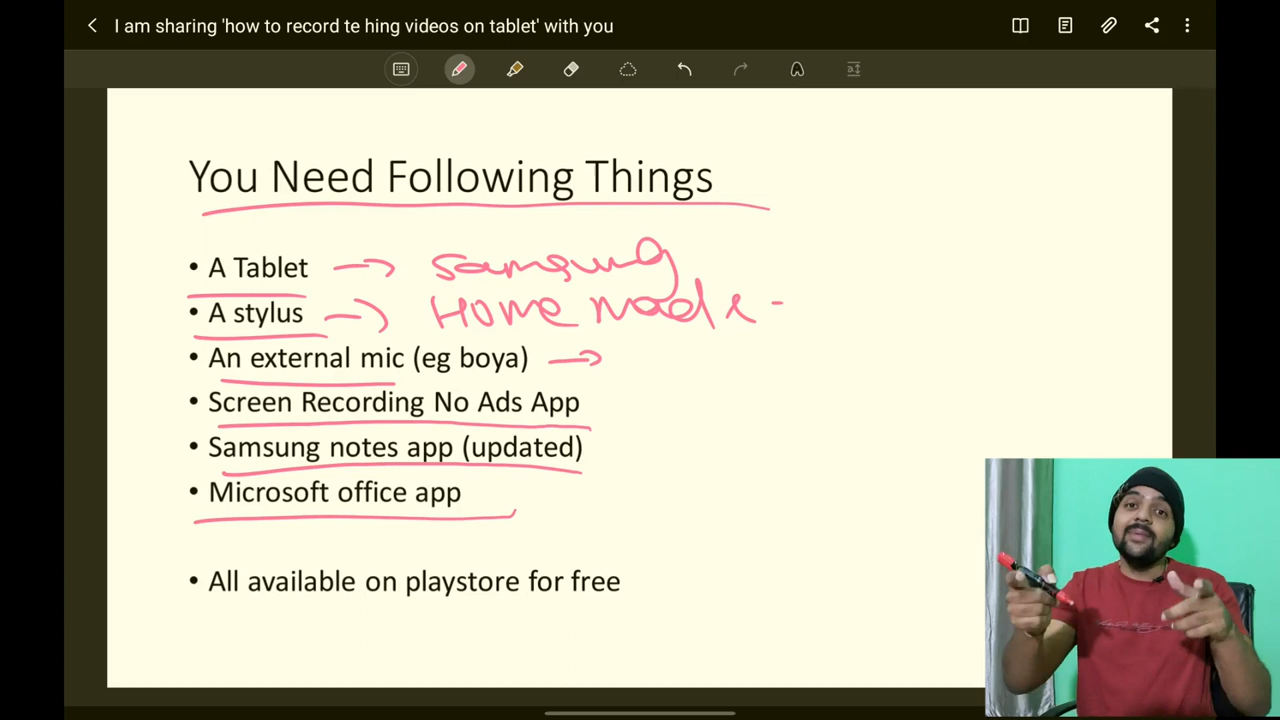 I am sharing 'how to record te hing videos on tablet' with you
You Need Following Things
• A Tablet → Samsung
• A stylus → Home made -
• An external mic (eg boya) →
• Screen Recording No Ads App
• Samsung notes app (updated)
• Microsoft office app
• All available on playstore for free